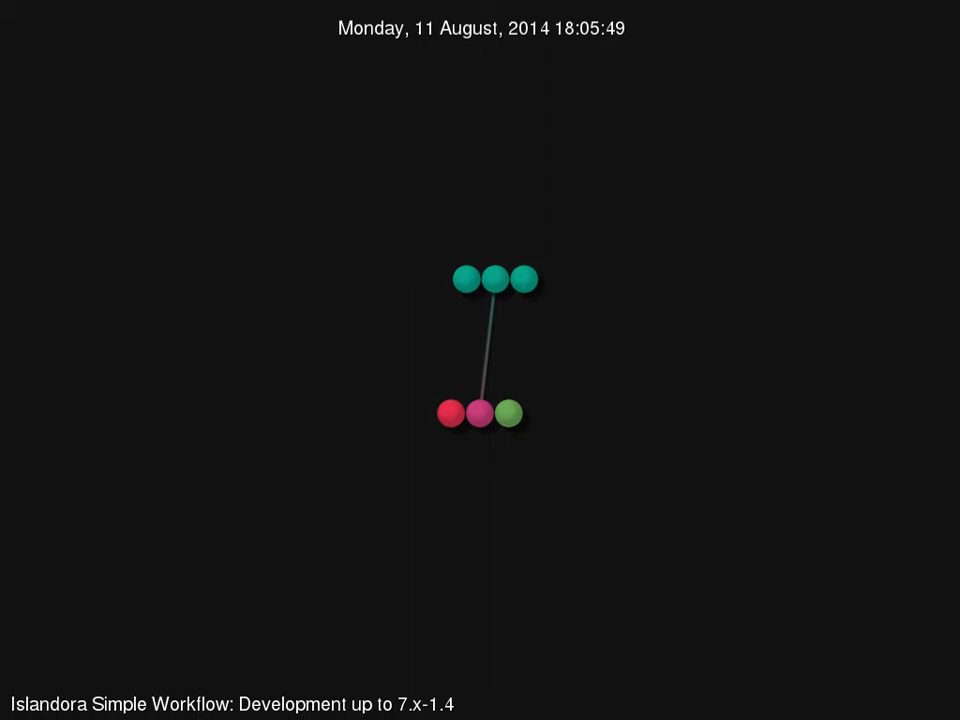 Monday, 11 August, 2014 18:05:49
Islandora Simple Workflow: Development up to 7.x-1.4